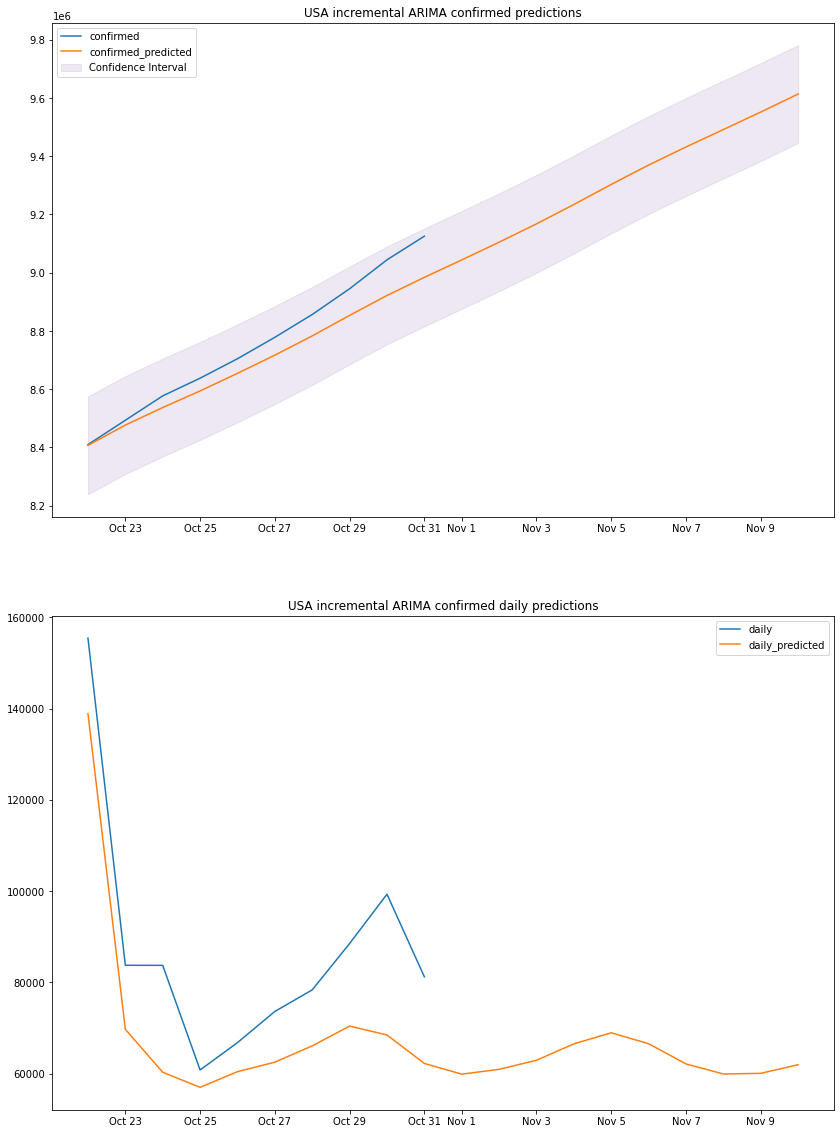 USA incremental ARIMA confirmed predictions
1e6
confirmed
confirmed_predicted
Confidence Interval
9.8
9.6
9.4
9.2
9.0
8.8
8.6
8.4
8.2
Oct 23 Oct 25 Oct 27 Oct 29 Oct 31 Nov 1 Nov 3 Nov 5 Nov 7 Nov 9
USA incremental ARIMA confirmed daily predictions
daily
daily_predicted
160000
140000
120000
100000
80000
60000
Oct 23 Oct 25 Oct 27 Oct 29 Oct 31 Nov 1 Nov 3 Nov 5 Nov 7 Nov 9